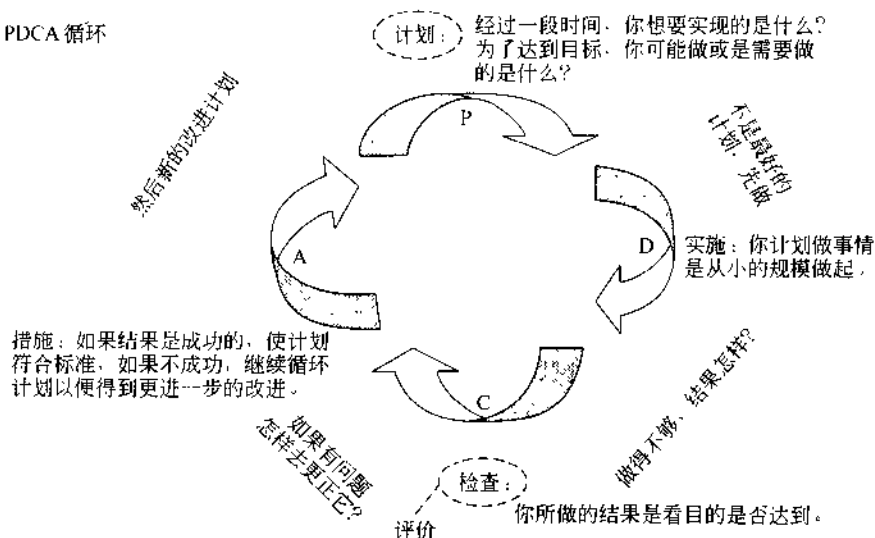 PDCA 循环
计划：
经过一段时间，你想要实现的是什么？
为了达到目标，你可能做或是需要做
的是什么？
P
不是最好的
计划，先做
然后新的改进计划
A
D
实施：你计划做事情
是从小的规模做起。
措施：如果结果是成功的，使计划
符合标准，如果不成功，继续循环
计划以便得到更进一步的改进。
C
做得不够，结果怎样？
如果有问题
怎样去更正它？
检查：
你所做的结果是看目的是否达到。
评价